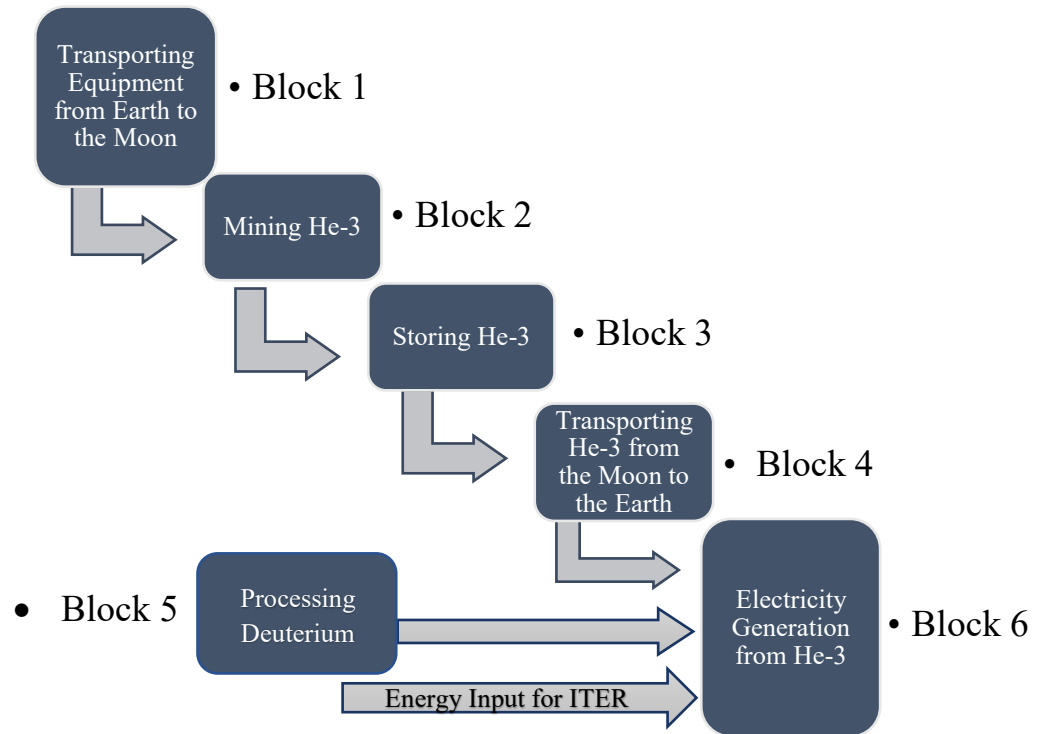 Transporting
Equipment
from Earth to
the Moon
• Block 1
Mining He-3
• Block 2
Storing He-3
• Block 3
Transporting
He-3 from
the Moon to
the Earth
• Block 4
• Block 5
Processing
Deuterium
Electricity
Generation
from He-3
• Block 6
Energy Input for ITER